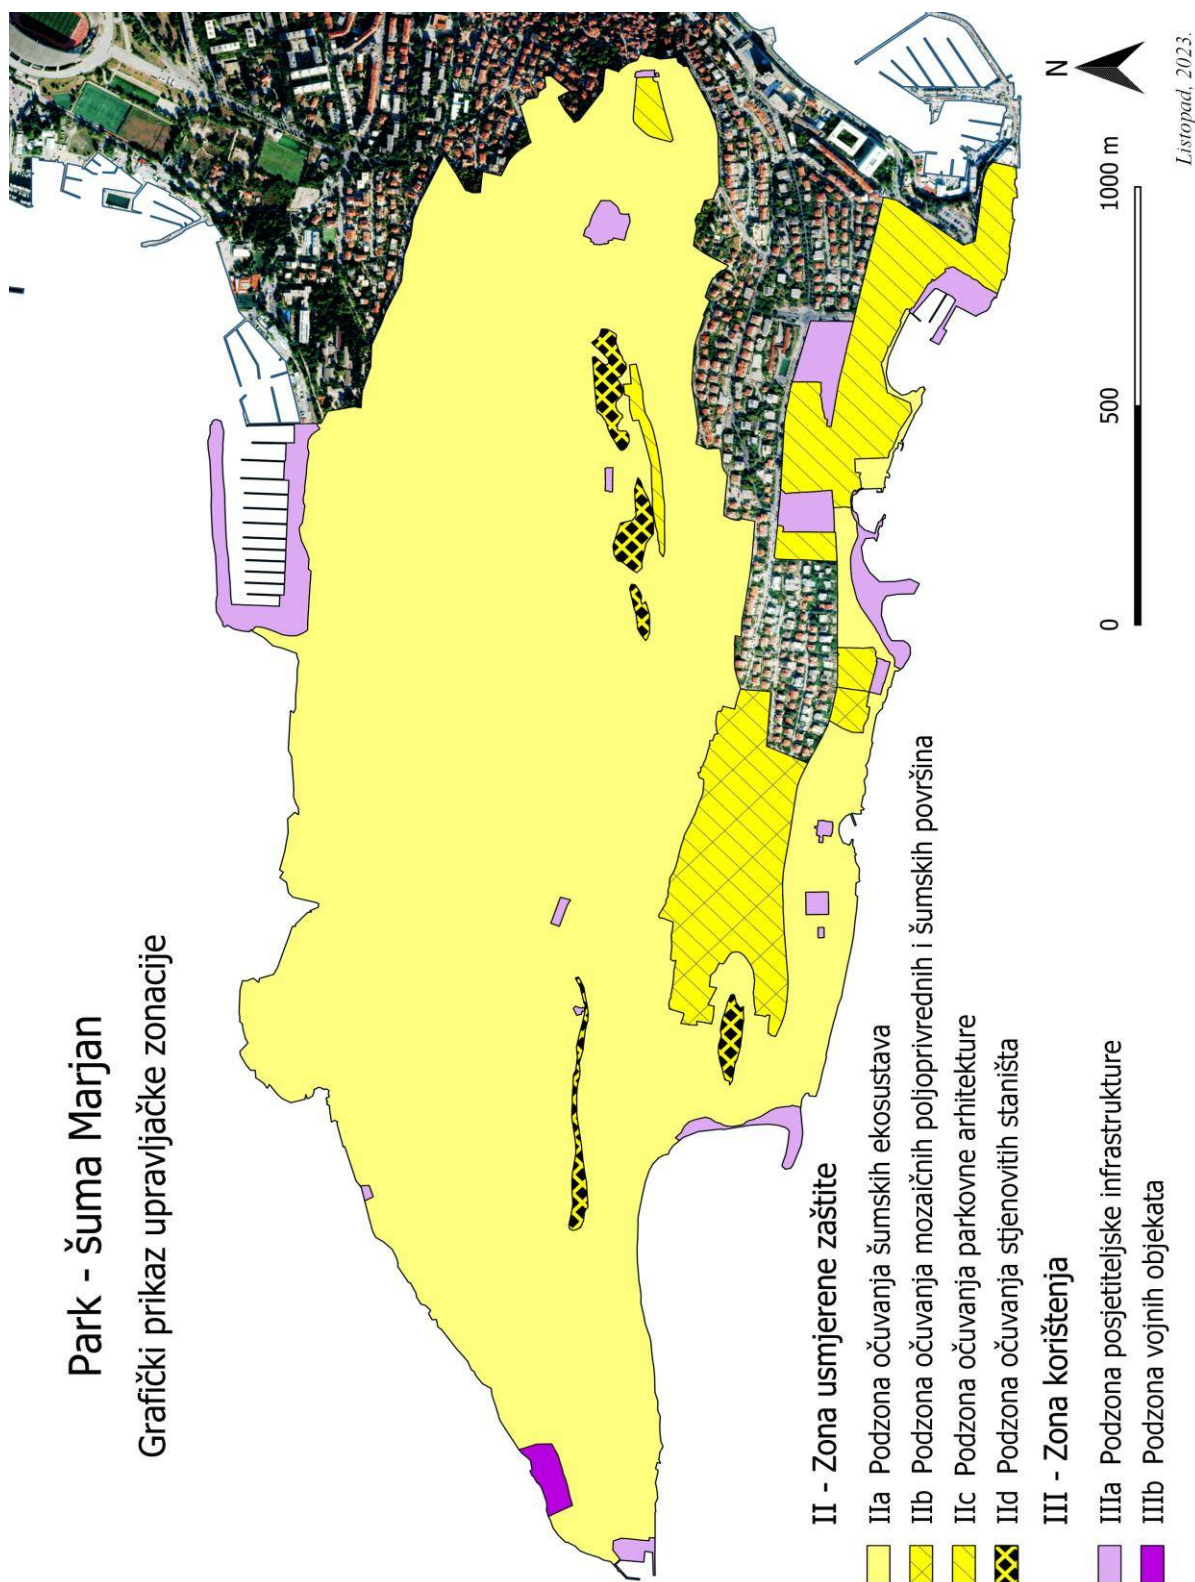 Park - šuma Marjan
Grafički prikaz upravljačke zonacije
II - Zona usmjerene zaštite
IIa Podzona očuvanja šumskih ekosustava
IIb Podzona očuvanja mozaičnih poljoprivrednih i šumskih površina
IIc Podzona očuvanja parkovne arhitekture
IId Podzona očuvanja stjenovitih staništa
III - Zona korištenja
IIIa Podzona posjetiteljske infrastrukture
IIIb Podzona vojnih objekata
0 500 1000 m
N
Listopad, 2023.